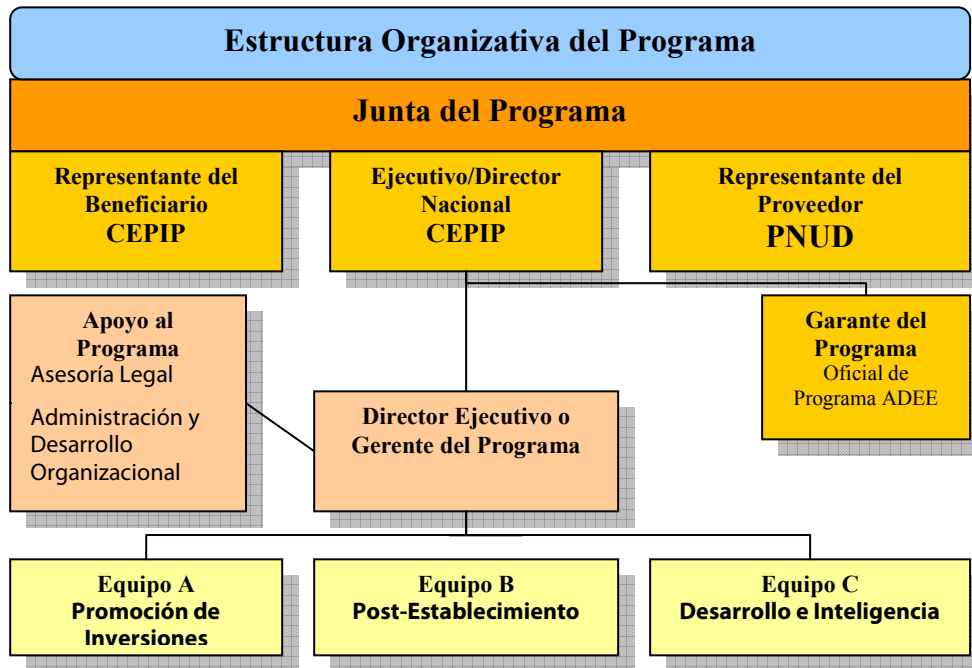 Estructura Organizativa del Programa
Junta del Programa
Representante del
Beneficiario
CEPIP
Ejecutivo/Director
Nacional
CEPIP
Representante del
Proveedor
PNUD
Apoyo al
Programa
Asesoría Legal
Administración y
Desarrollo
Organizacional
Director Ejecutivo o
Gerente del Programa
Garante del
Programa
Oficial de
Programa ADEE
Equipo A
Promoción de
Inversiones
Equipo B
Post-Establecimiento
Equipo C
Desarrollo e Inteligencia